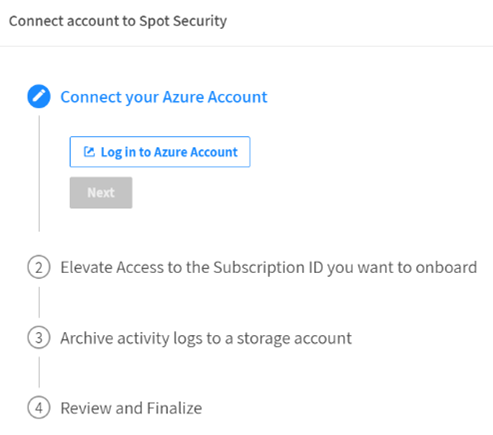 Connect account to Spot Security
Connect your Azure Account
Log in to Azure Account
Next
2 Elevate Access to the Subscription ID you want to onboard
3 Archive activity logs to a storage account
4 Review and Finalize